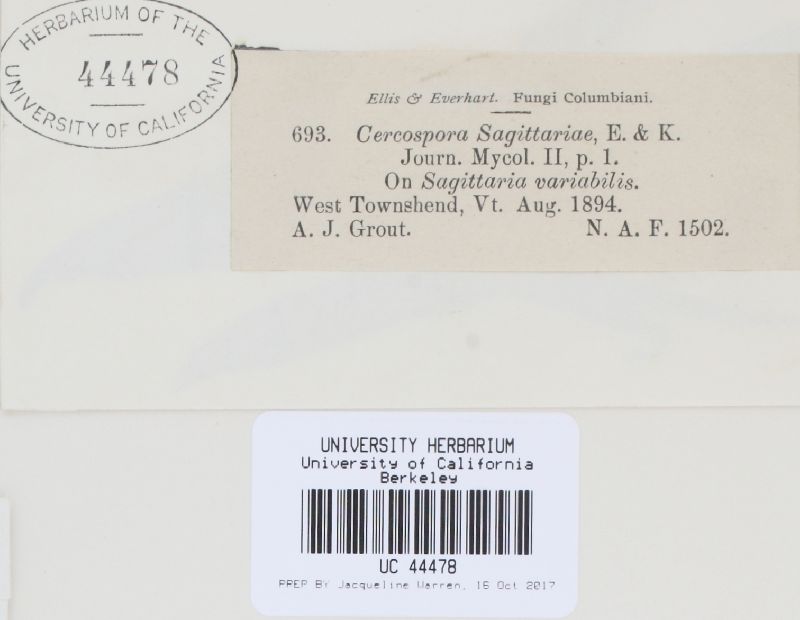 HERBARIUM OF THE
44478
UNIVERSITY OF CALIFORNIA
Ellis & Everhart. Fungi Columbiani.
693. Cercospora Sagittariae, E. & K.
Journ. Mycol. II, p. 1.
On Sagittaria variabilis.
West Townshend, Vt. Aug. 1894.
A. J. Grout. N. A. F. 1502.
UNIVERSITY HERBARIUM
University of California
Berkeley
UC 44478
PREP BY Jacqueline Warren, 16 Oct 2017